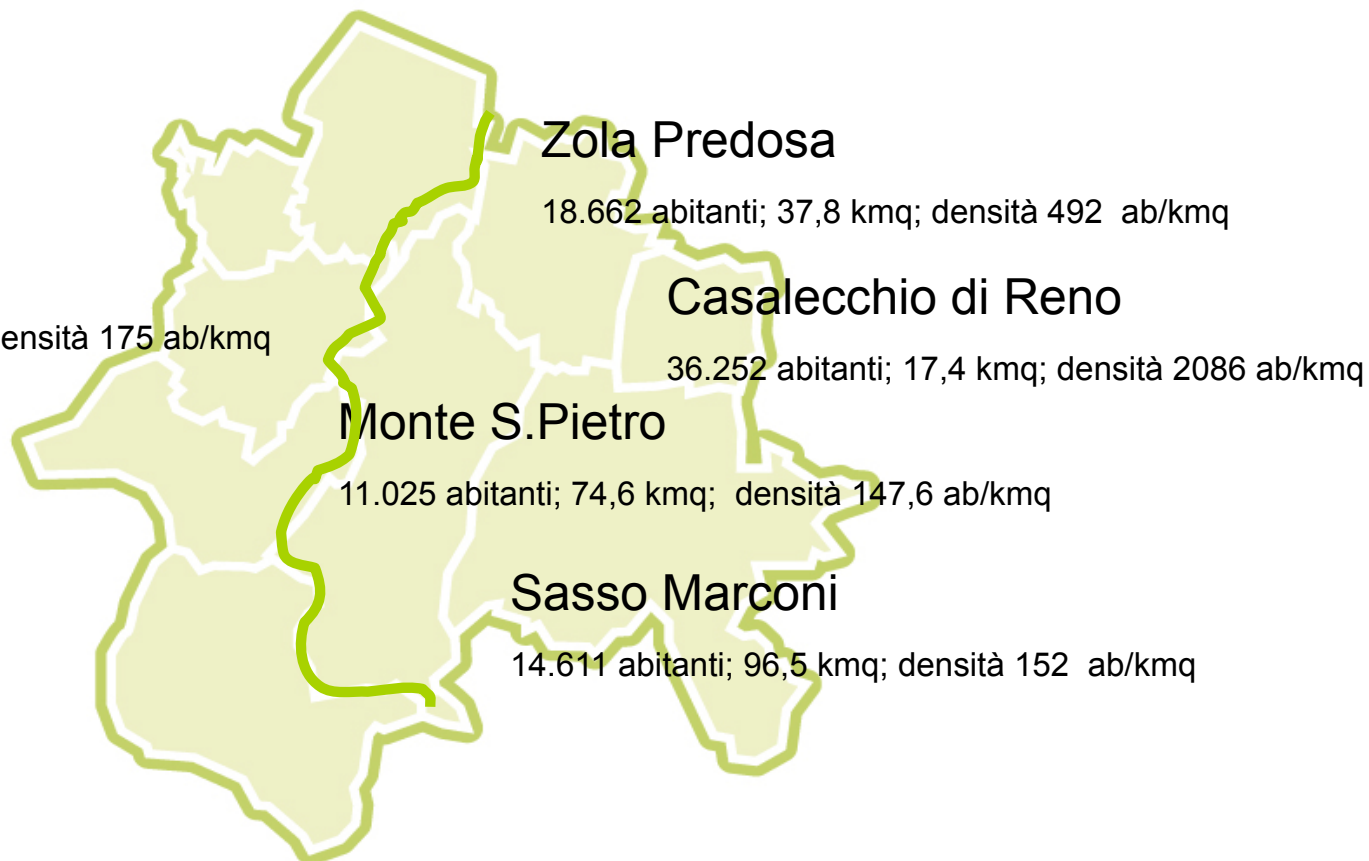 Zola Predosa
18.662 abitanti; 37,8 kmq; densità 492 ab/kmq
Casalecchio di Reno
36.252 abitanti; 17,4 kmq; densità 2086 ab/kmq
ensità 175 ab/kmq
Monte S.Pietro
11.025 abitanti; 74,6 kmq; densità 147,6 ab/kmq
Sasso Marconi
14.611 abitanti; 96,5 kmq; densità 152 ab/kmq